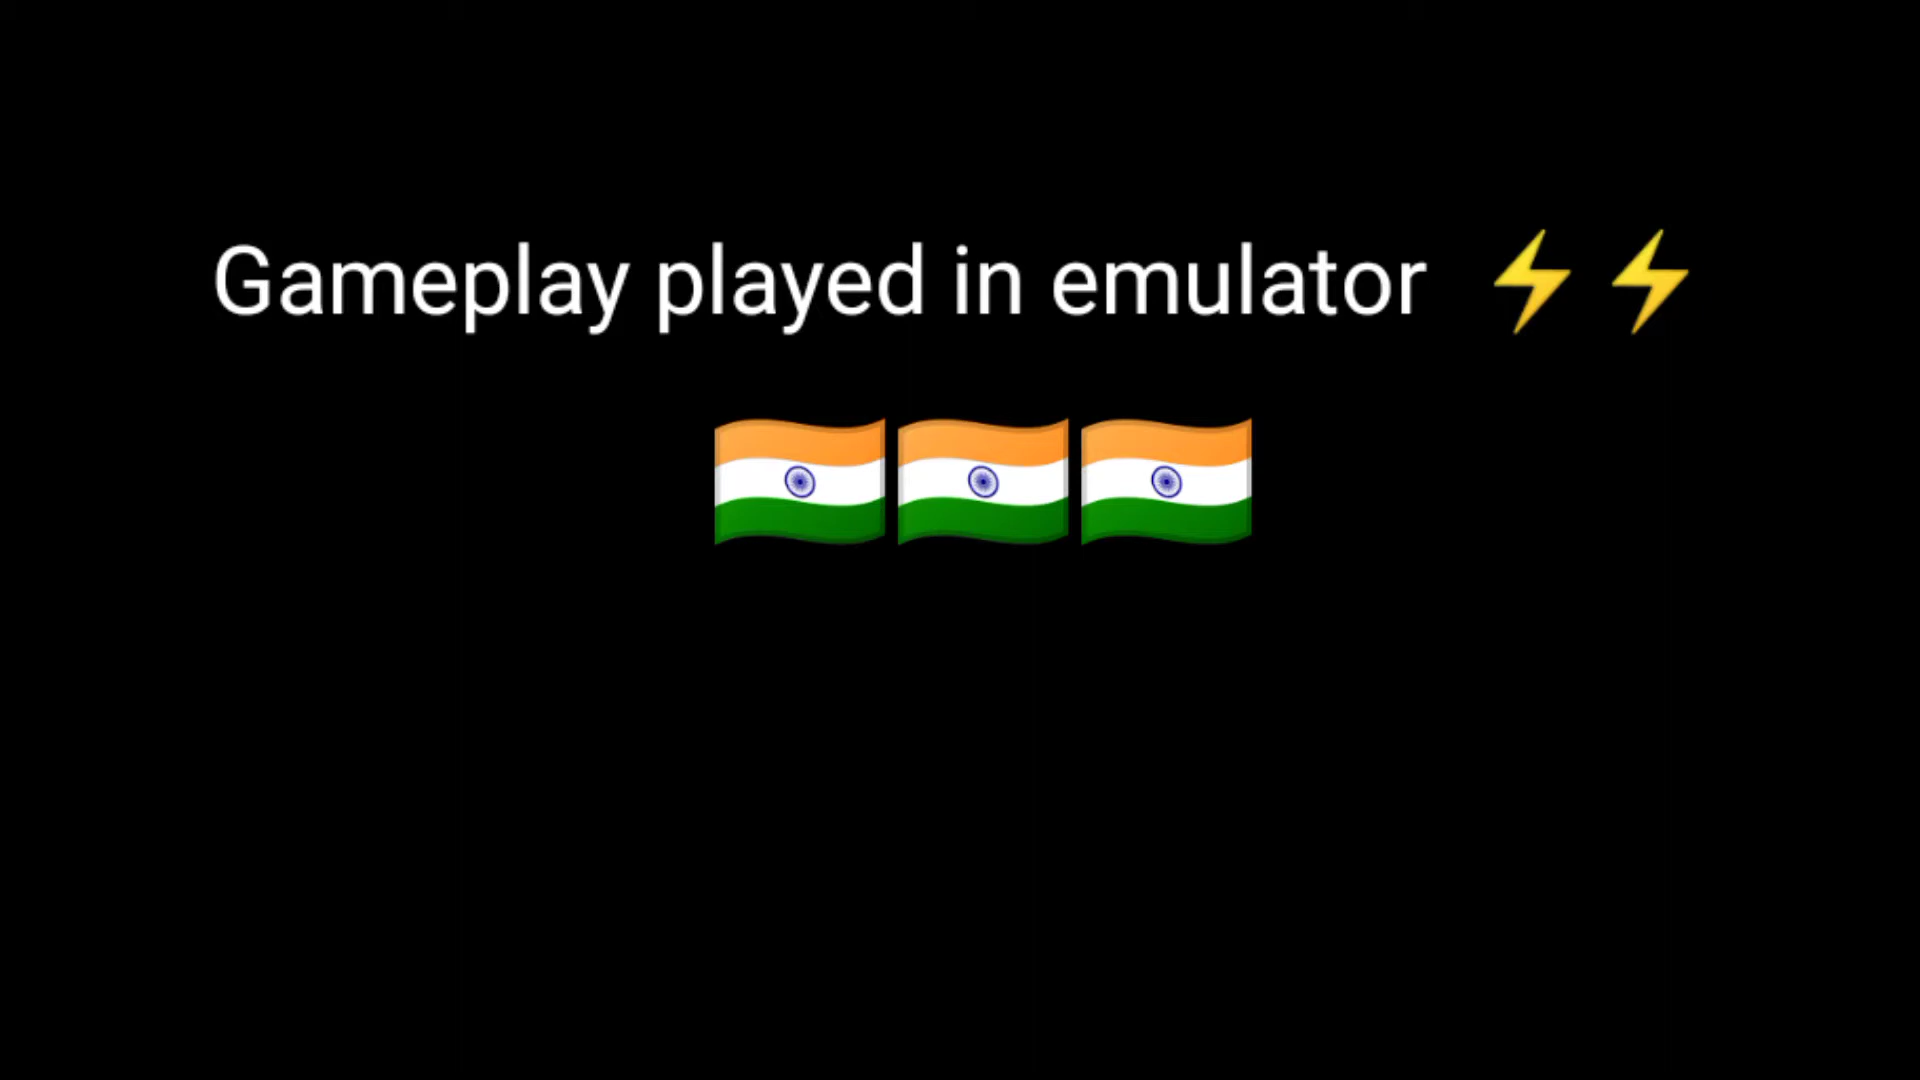 Gameplay played in emulator ⚡⚡
🇮🇳🇮🇳🇮🇳